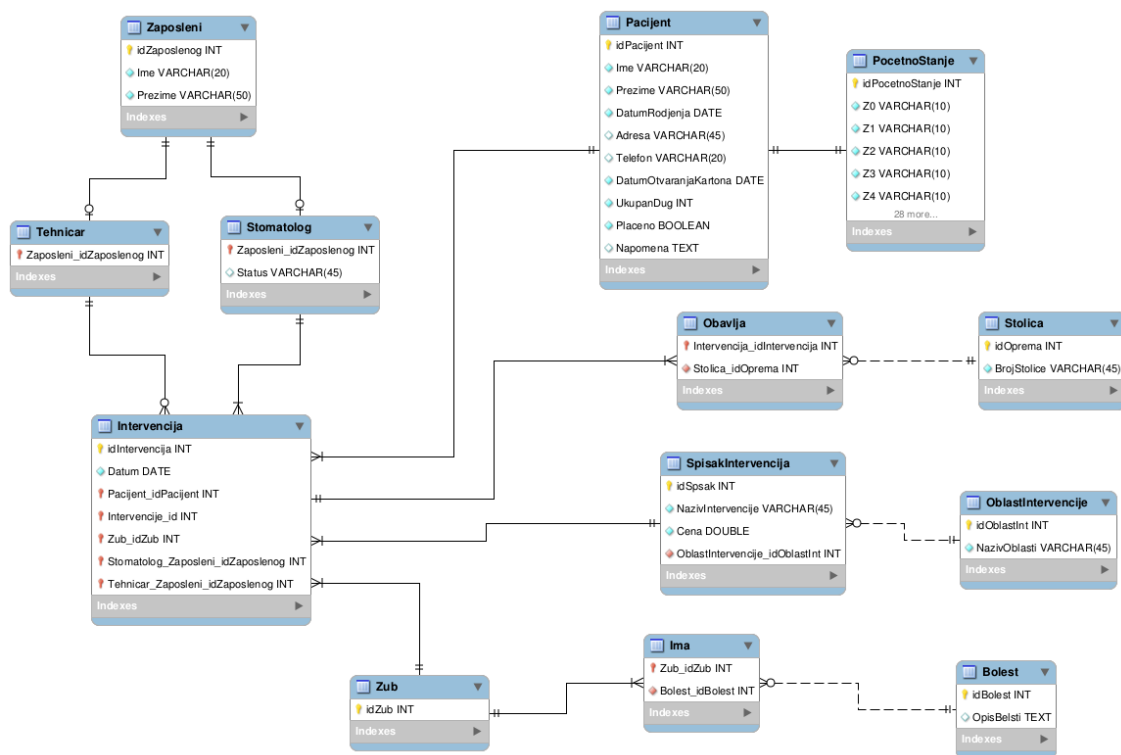 Zaposleni
idZaposlenog INT
Ime VARCHAR(20)
Prezime VARCHAR(50)
Indexes
Pacijent
idPacijent INT
Ime VARCHAR(20)
Prezime VARCHAR(50)
DatumRodjenja DATE
Adresa VARCHAR(45)
Telefon VARCHAR(20)
DatumOtvaranjaKartona DATE
UkupanDug INT
Placeno BOOLEAN
Napomena TEXT
Indexes
PocetnoStanje
idPocetnoStanje INT
Z0 VARCHAR(10)
Z1 VARCHAR(10)
Z2 VARCHAR(10)
Z3 VARCHAR(10)
Z4 VARCHAR(10)
28 more...
Indexes
Tehnicar
Zaposleni_idZaposlenog INT
Indexes
Stomatolog
Zaposleni_idZaposlenog INT
Status VARCHAR(45)
Indexes
Obavlja
Intervencija_idIntervencija INT
Stolica_idOprema INT
Indexes
Stolica
idOprema INT
BrojStolice VARCHAR(45)
Indexes
Intervencija
idIntervencija INT
Datum DATE
Pacijent_idPacijent INT
Intervencije_id INT
Zub_idZub INT
Stomatolog_Zaposleni_idZaposlenog INT
Tehnicar_Zaposleni_idZaposlenog INT
Indexes
SpisakIntervencija
idSpsak INT
NazivIntervencije VARCHAR(45)
Cena DOUBLE
OblastIntervencije_idOblastInt INT
Indexes
OblastIntervencije
idOblastInt INT
NazivOblasti VARCHAR(45)
Indexes
Zub
idZub INT
Indexes
Ima
Zub_idZub INT
Bolest_idBolest INT
Indexes
Bolest
idBolest INT
OpisBelsti TEXT
Indexes